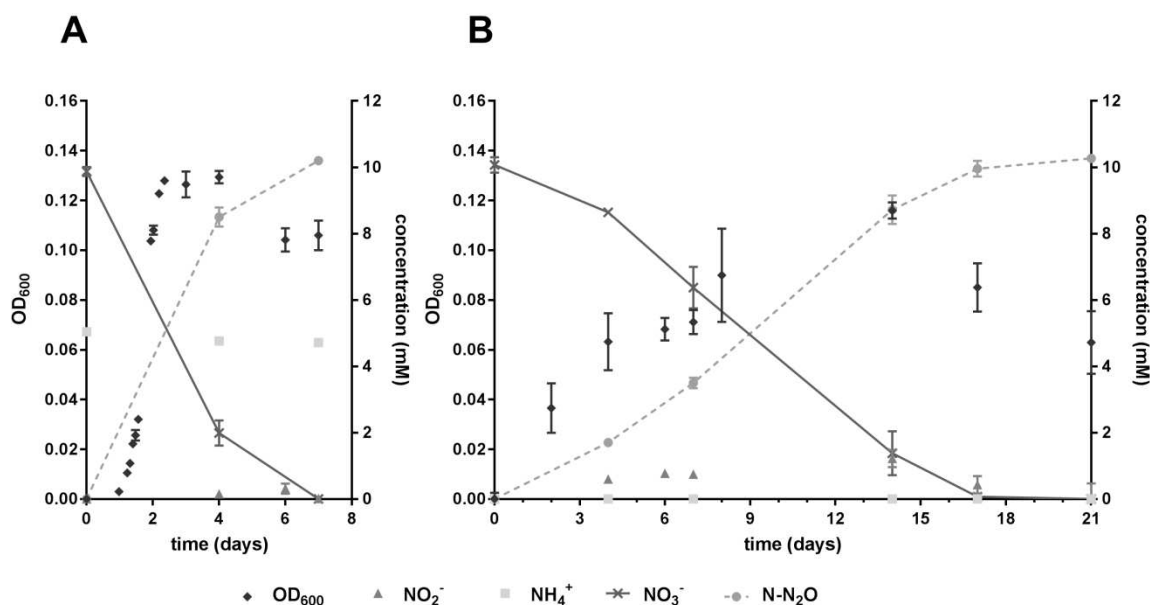 A
B
0.16
0.14
0.12
0.10
0.08
0.06
0.04
0.02
0.00
OD600
12
10
8
6
4
2
0
concentration (mM)
0 2 4 6 8
time (days)
0.16
0.14
0.12
0.10
0.08
0.06
0.04
0.02
0.00
OD600
12
10
8
6
4
2
0
concentration (mM)
0 3 6 9 12 15 18 21
time (days)
OD600 NO2- NH4+ NO3- N-N2O